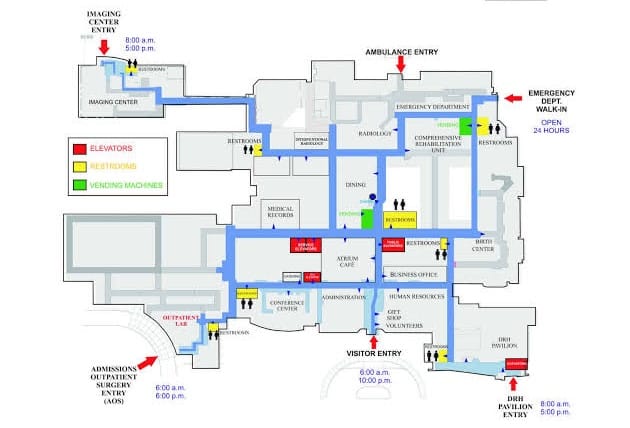 IMAGING
CENTER
ENTRY
8:00 a.m.
5:00 p.m.
RESTROOMS
IMAGING CENTER
AMBULANCE ENTRY
EMERGENCY
DEPT.
WALK-IN
OPEN
24 HOURS
EMERGENCY DEPARTMENT
VENDING
RESTROOMS
RADIOLOGY
COMPREHENSIVE
REHABILITATION
UNIT
RESTROOMS
INTERVENTIONAL
RADIOLOGY
ELEVATORS
RESTROOMS
VENDING MACHINES
DINING
MEDICAL
RECORDS
VENDING
RESTROOMS
SERVICE
ELEVATORS
PUBLIC
ELEVATORS
RESTROOMS
BIRTH
CENTER
ATRIUM
CAFÉ
BUSINESS OFFICE
CONFERENCE
CENTER
ADMINISTRATION
HUMAN RESOURCES
GIFT
SHOP
VOLUNTEERS
OUTPATIENT
LAB
RESTROOMS
RESTROOMS
DRH
PAVILION
VISITOR ENTRY
6:00 a.m.
10:00 p.m.
ADMISSIONS
OUTPATIENT
SURGERY
ENTRY
(AOS)
6:00 a.m.
6:00 p.m.
DRH
PAVILION
ENTRY
8:00 a.m.
5:00 p.m.